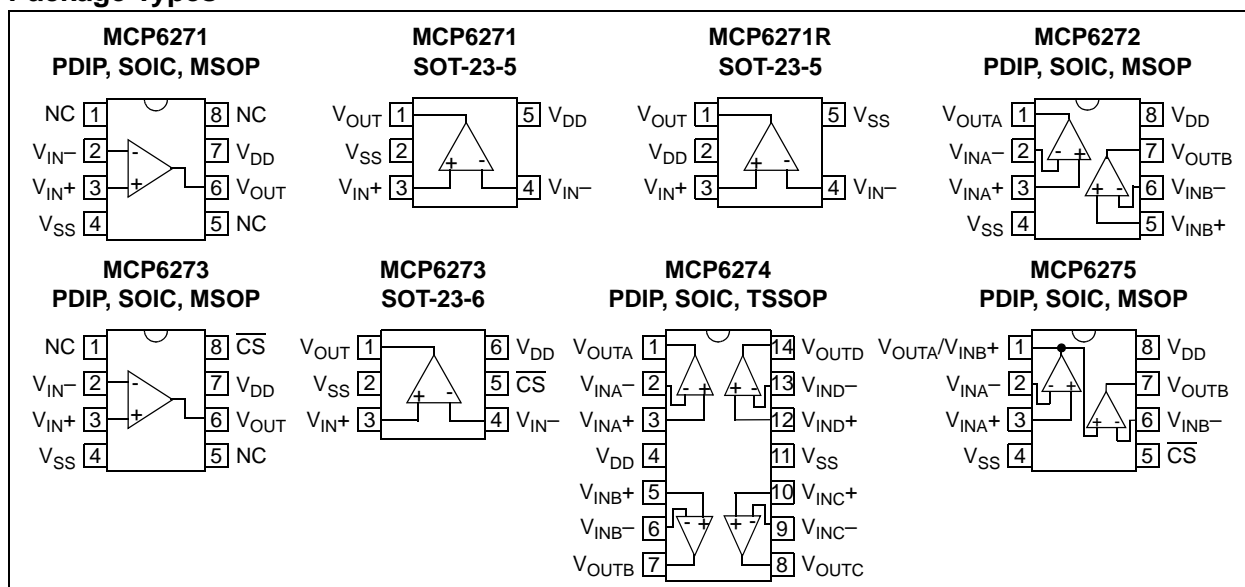 Package Types
MCP6271
PDIP, SOIC, MSOP
NC 1
8 NC
VIN– 2
7 VDD
VIN+ 3
6 VOUT
VSS 4
5 NC
-
+
MCP6271
SOT-23-5
VOUT 1
5 VDD
VSS 2
VIN+ 3
4 VIN–
+ -
MCP6271R
SOT-23-5
VOUT 1
5 VSS
VDD 2
VIN+ 3
4 VIN–
+ -
MCP6272
PDIP, SOIC, MSOP
VOUTA 1
8 VDD
VINA– 2
7 VOUTB
VINA+ 3
6 VINB–
VSS 4
5 VINB+
- +
+ -
MCP6273
PDIP, SOIC, MSOP
NC 1
8 C̅S̅
VIN– 2
7 VDD
VIN+ 3
6 VOUT
VSS 4
5 NC
-
+
MCP6273
SOT-23-6
VOUT 1
6 VDD
VSS 2
5 C̅S̅
VIN+ 3
4 VIN–
+ -
MCP6274
PDIP, SOIC, TSSOP
VOUTA 1
14 VOUTD
VINA– 2
13 VIND–
VINA+ 3
12 VIND+
VDD 4
11 VSS
VINB+ 5
10 VINC+
VINB– 6
9 VINC–
VOUTB 7
8 VOUTC
- +
+ -
- +
+ -
MCP6275
PDIP, SOIC, MSOP
VOUTA/VINB+ 1
8 VDD
VINA– 2
7 VOUTB
VINA+ 3
6 VINB–
VSS 4
5 C̅S̅
- +
+ -